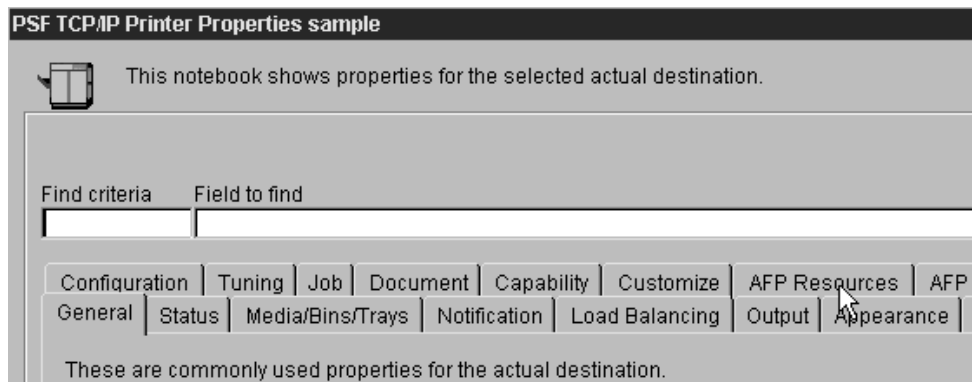 PSF TCP/IP Printer Properties sample
This notebook shows properties for the selected actual destination.
Find criteria Field to find
Configuration Tuning Job Document Capability Customize AFP Resources AFP
General Status Media/Bins/Trays Notification Load Balancing Output Appearance
These are commonly used properties for the actual destination.